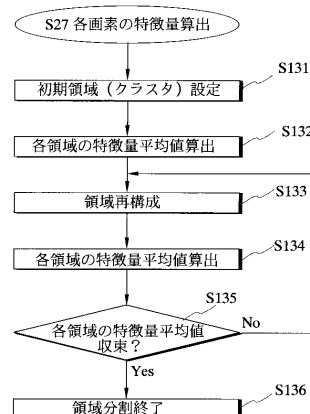 S27 各画素の特徴量算出
S131
初期領域（クラスタ）設定
S132
各領域の特徴量平均値算出
S133
領域再構成
S134
各領域の特徴量平均値算出
S135
各領域の特徴量平均値
収束？
No
Yes
S136
領域分割終了